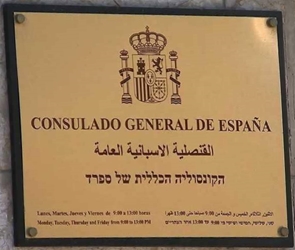 CONSULADO GENERAL DE ESPAÑA
القنصلية الاسبانية العامة
הקונסוליה הכללית של ספרד
Lunes, Martes, Jueves y Viernes de 9:00 a 13:00 horas
Monday, Tuesday, Thursday and Friday from 9:00 to 13:00